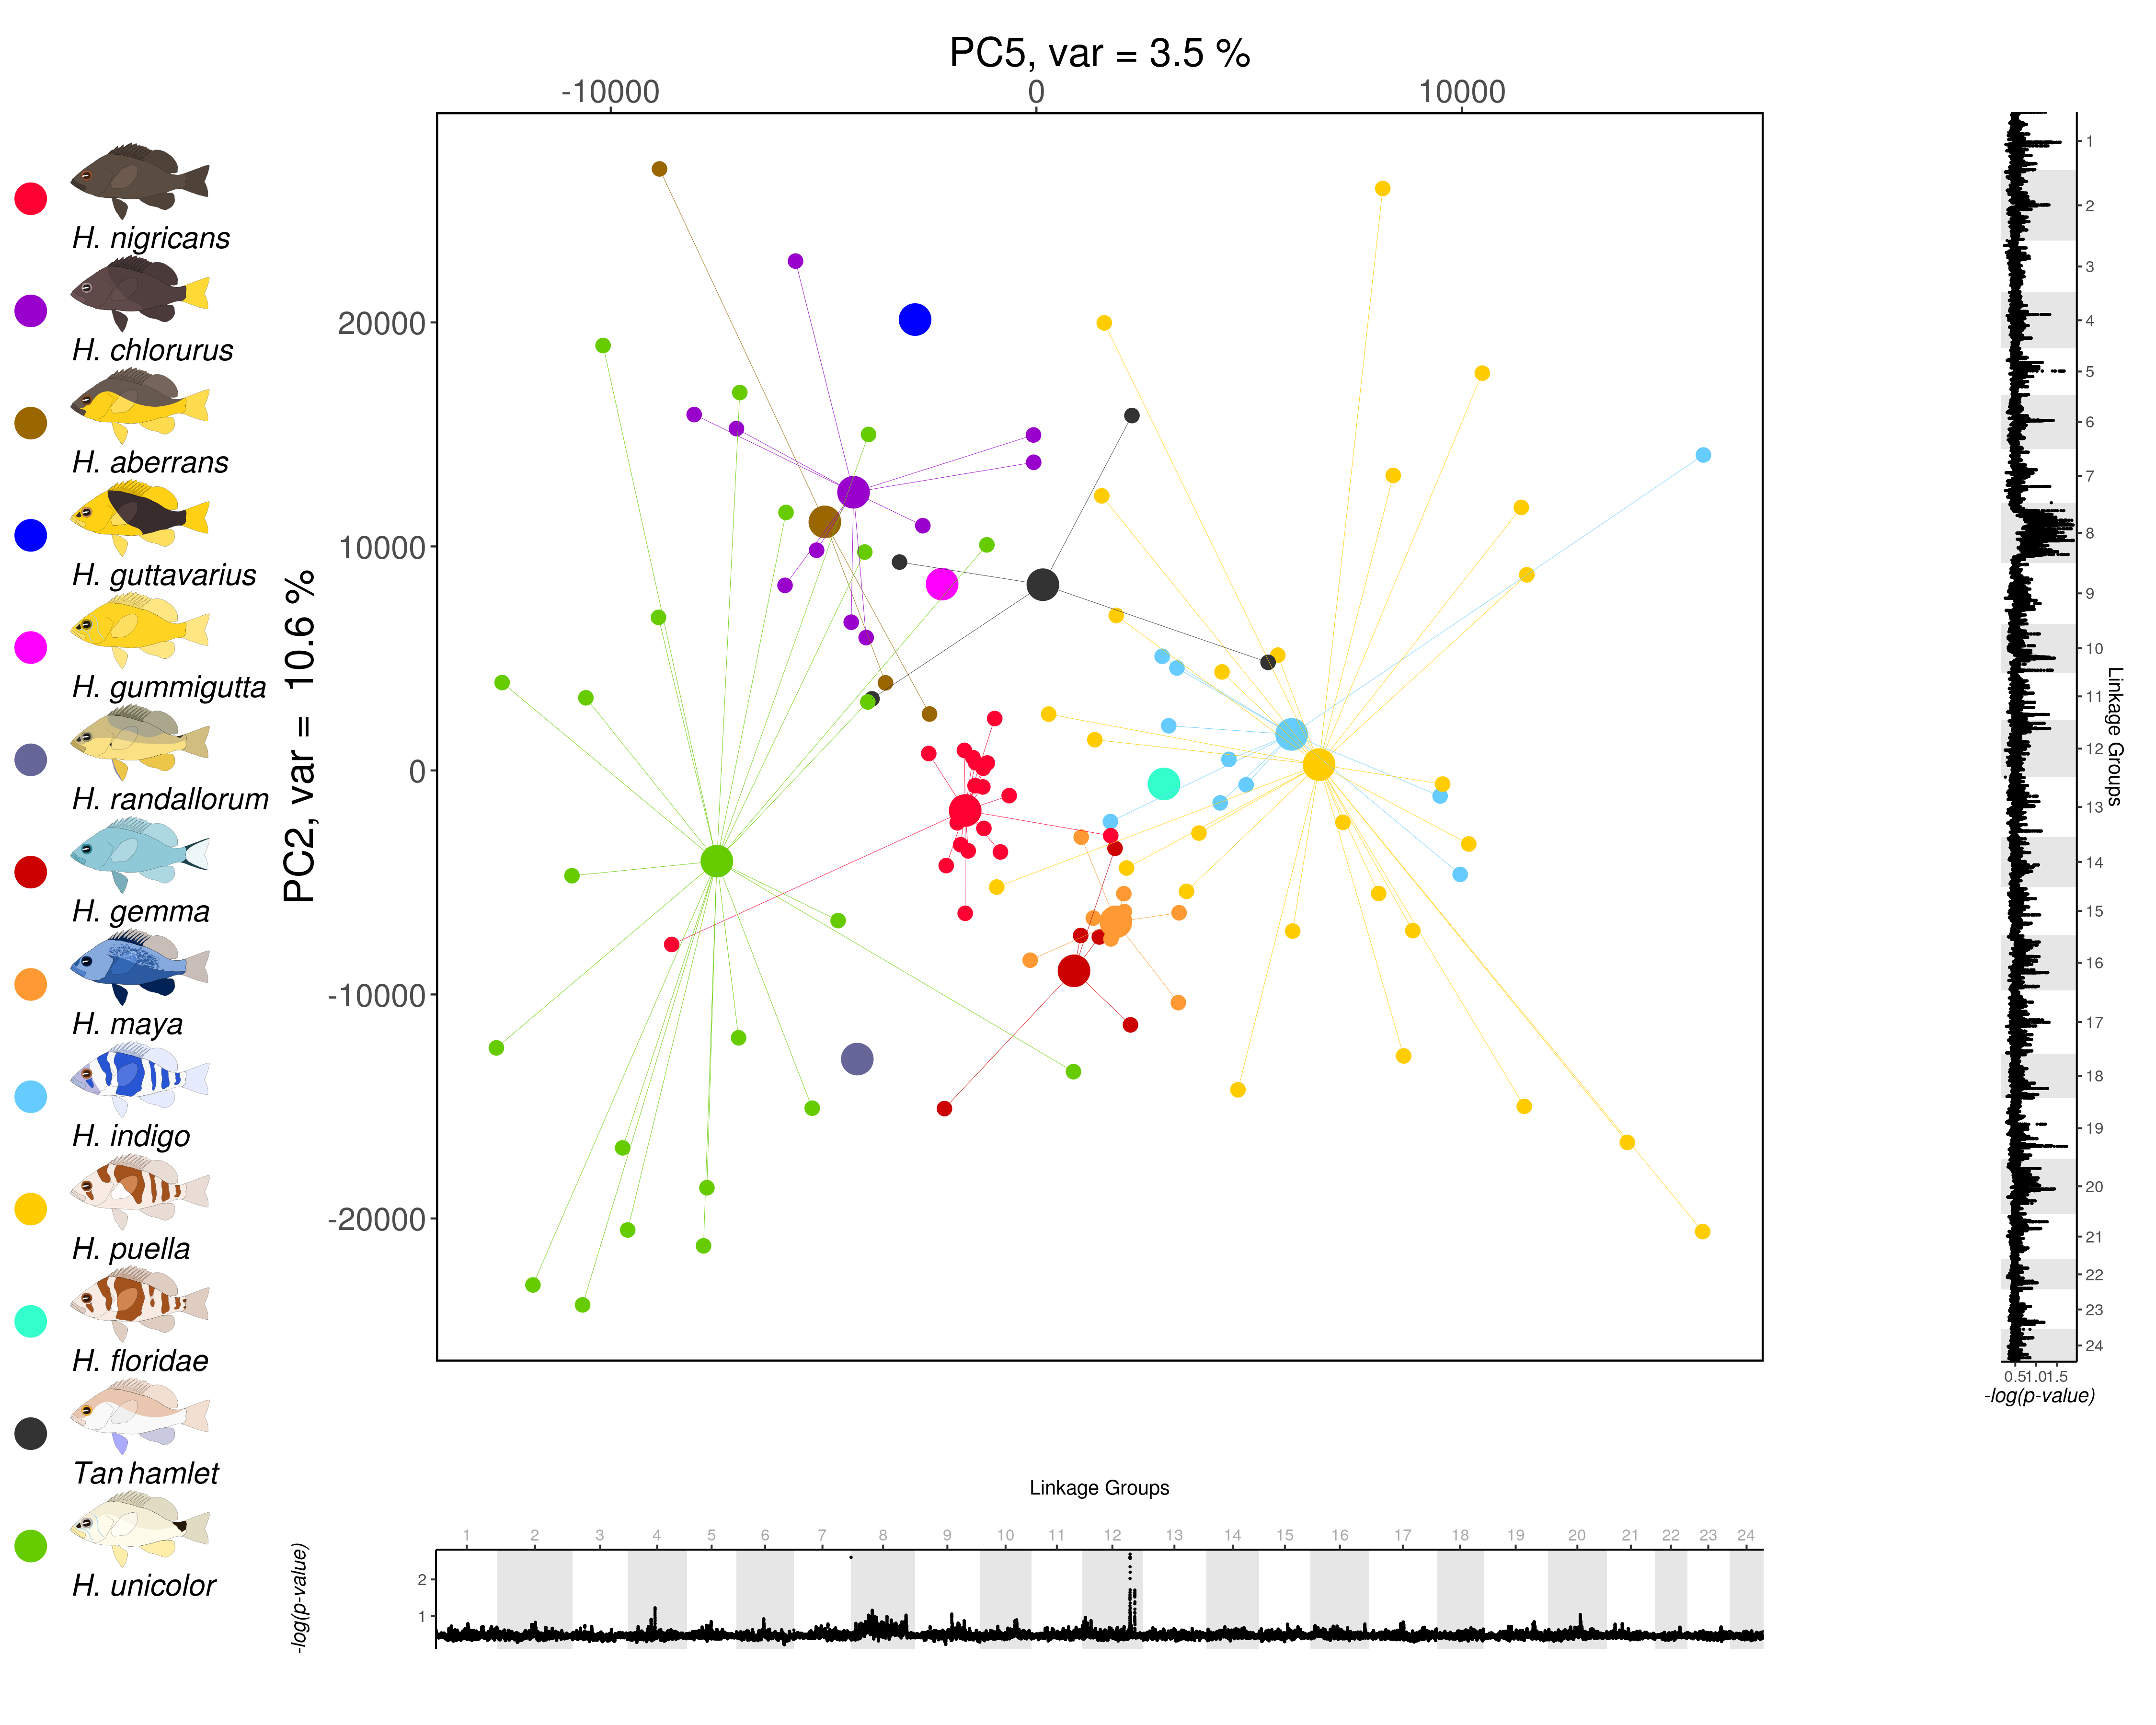 PC5, var = 3.5 %
-10000 0 10000
H. nigricans
H. chlorurus
H. aberrans
H. guttavarius
H. gummigutta
H. randallorum
H. gemma
H. maya
H. indigo
H. puella
H. floridae
Tan hamlet
H. unicolor
PC2, var = 10.6 %
20000
10000
0
-10000
-20000
1
2
3
4
5
6
7
8
9
10
11
12
13
14
15
16
17
18
19
20
21
22
23
24
Linkage Groups
0.51.01.5
-log(p-value)
Linkage Groups
1 2 3 4 5 6 7 8 9 10 11 12 13 14 15 16 17 18 19 20 21 22 23 24
-log(p-value)
2
1